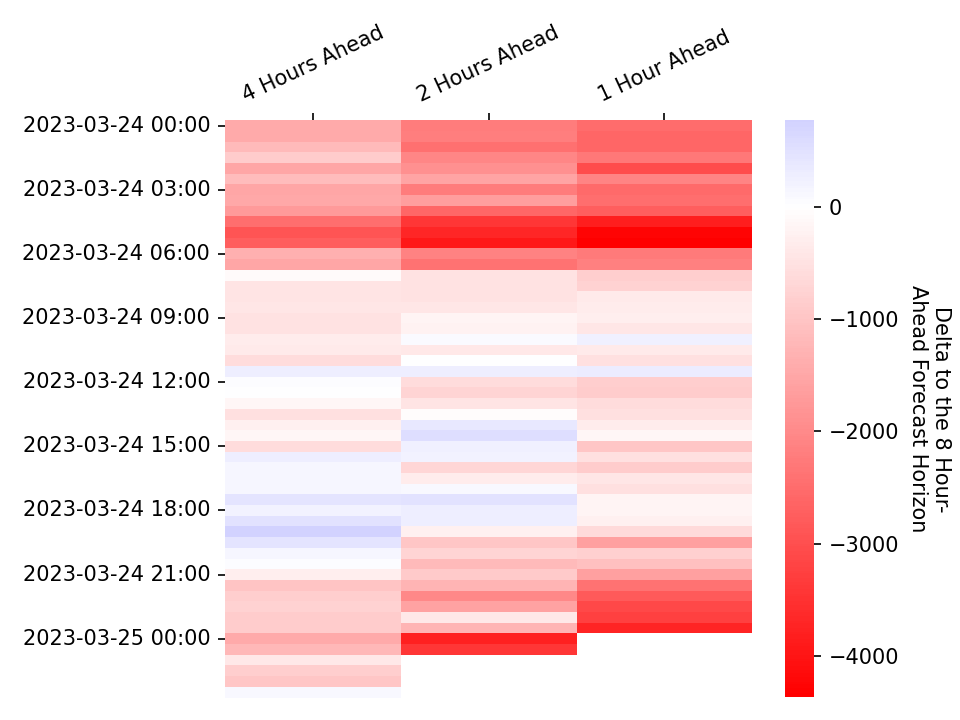 4 Hours Ahead
2 Hours Ahead
1 Hour Ahead
2023-03-24 00:00
2023-03-24 03:00
2023-03-24 06:00
2023-03-24 09:00
2023-03-24 12:00
2023-03-24 15:00
2023-03-24 18:00
2023-03-24 21:00
2023-03-25 00:00
0
−1000
−2000
−3000
−4000
Delta to the 8 Hour-
Ahead Forecast Horizon